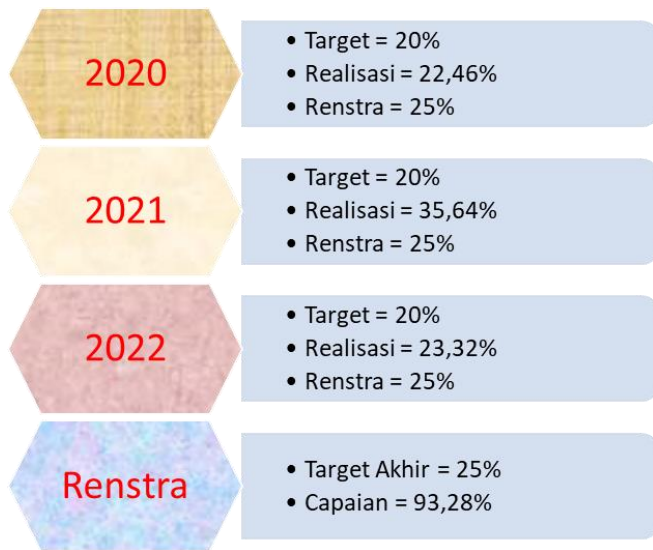 2020
• Target = 20%
• Realisasi = 22,46%
• Renstra = 25%
2021
• Target = 20%
• Realisasi = 35,64%
• Renstra = 25%
2022
• Target = 20%
• Realisasi = 23,32%
• Renstra = 25%
Renstra
• Target Akhir = 25%
• Capaian = 93,28%